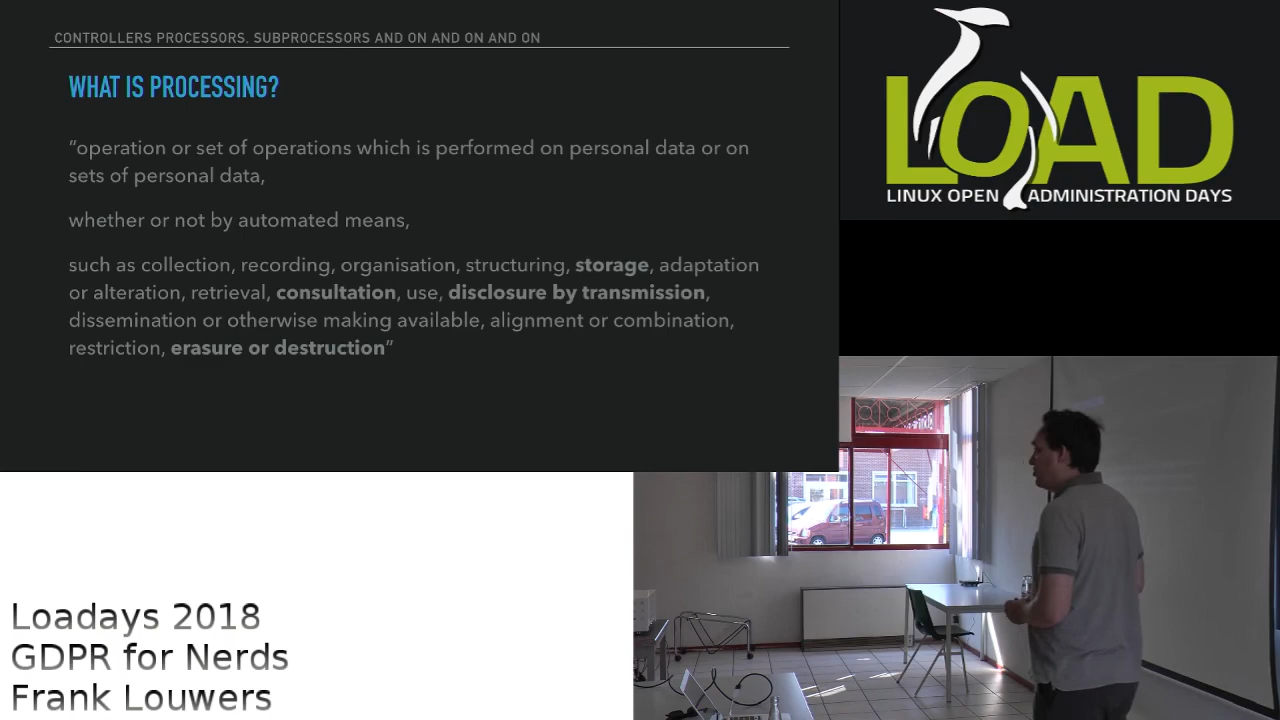 CONTROLLERS PROCESSORS, SUBPROCESSORS AND ON AND ON AND ON
WHAT IS PROCESSING?
“operation or set of operations which is performed on personal data or on
sets of personal data,
whether or not by automated means,
such as collection, recording, organisation, structuring, storage, adaptation
or alteration, retrieval, consultation, use, disclosure by transmission,
dissemination or otherwise making available, alignment or combination,
restriction, erasure or destruction”
LOAD
LINUX OPEN ADMINISTRATION DAYS
Loadays 2018
GDPR for Nerds
Frank Louwers